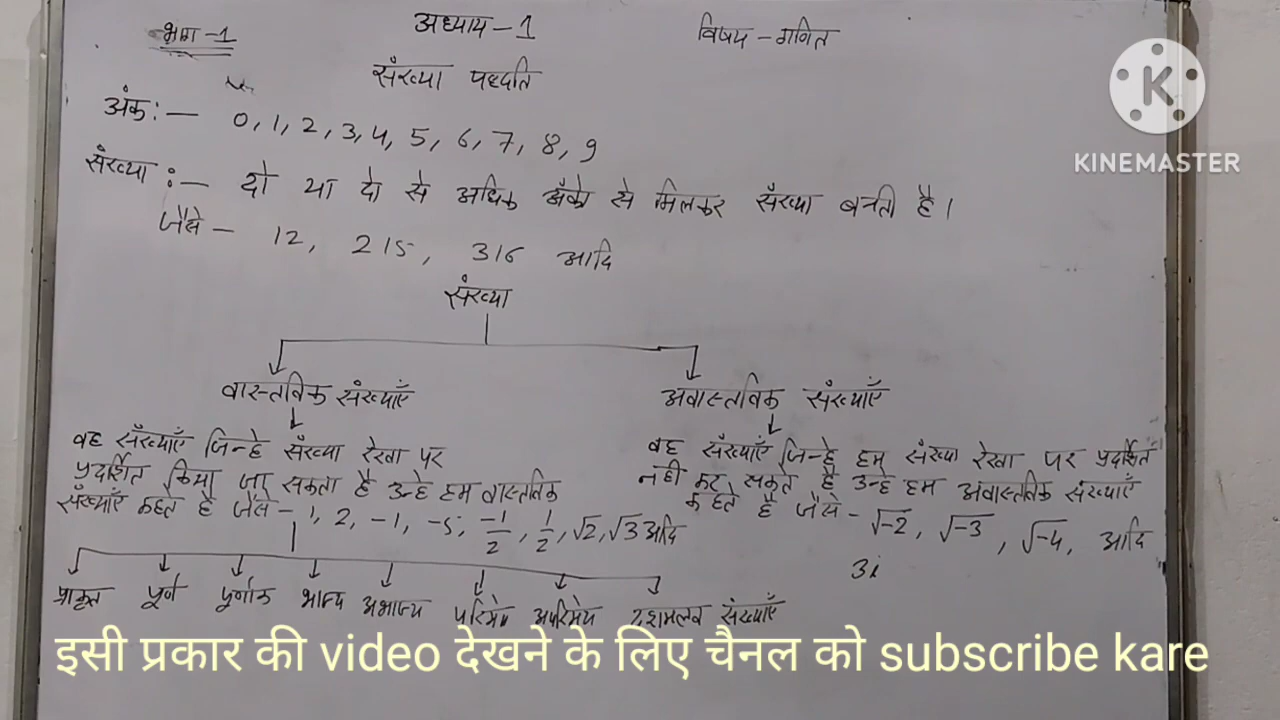 भाग-1
अध्याय-1
विषय-गणित
संख्या पद्धति
अंक:- 0, 1, 2, 3, 4, 5, 6, 7, 8, 9
संख्या :- दो या दो से अधिक अँको से मिलकर संख्या बनती है।
जैसे- 12, 215, 316 आदि
संख्या
वास्तविक संख्याएँ
अवास्तविक संख्याएँ
वह संख्याएँ जिन्हे संख्या रेखा पर
प्रदर्शित किया जा सकता है उन्हे हम वास्तविक
संख्याएँ कहते है जैसे- 1, 2, -1, -5, -1/2, 1/2, √2, √3 आदि
वह संख्याएँ जिन्हे हम संख्या रेखा पर प्रदर्शित
नही कर सकते है उन्हे हम अवास्तविक संख्याएँ
कहते है जैसे- √-2, √-3, √-4, आदि
3i
प्राकृत पूर्ण पूर्णांक भाज्य अभाज्य परिमेय अपरिमेय दशमलव संख्याएँ
इसी प्रकार की video देखने के लिए चैनल को subscribe kare
K
KINEMASTER